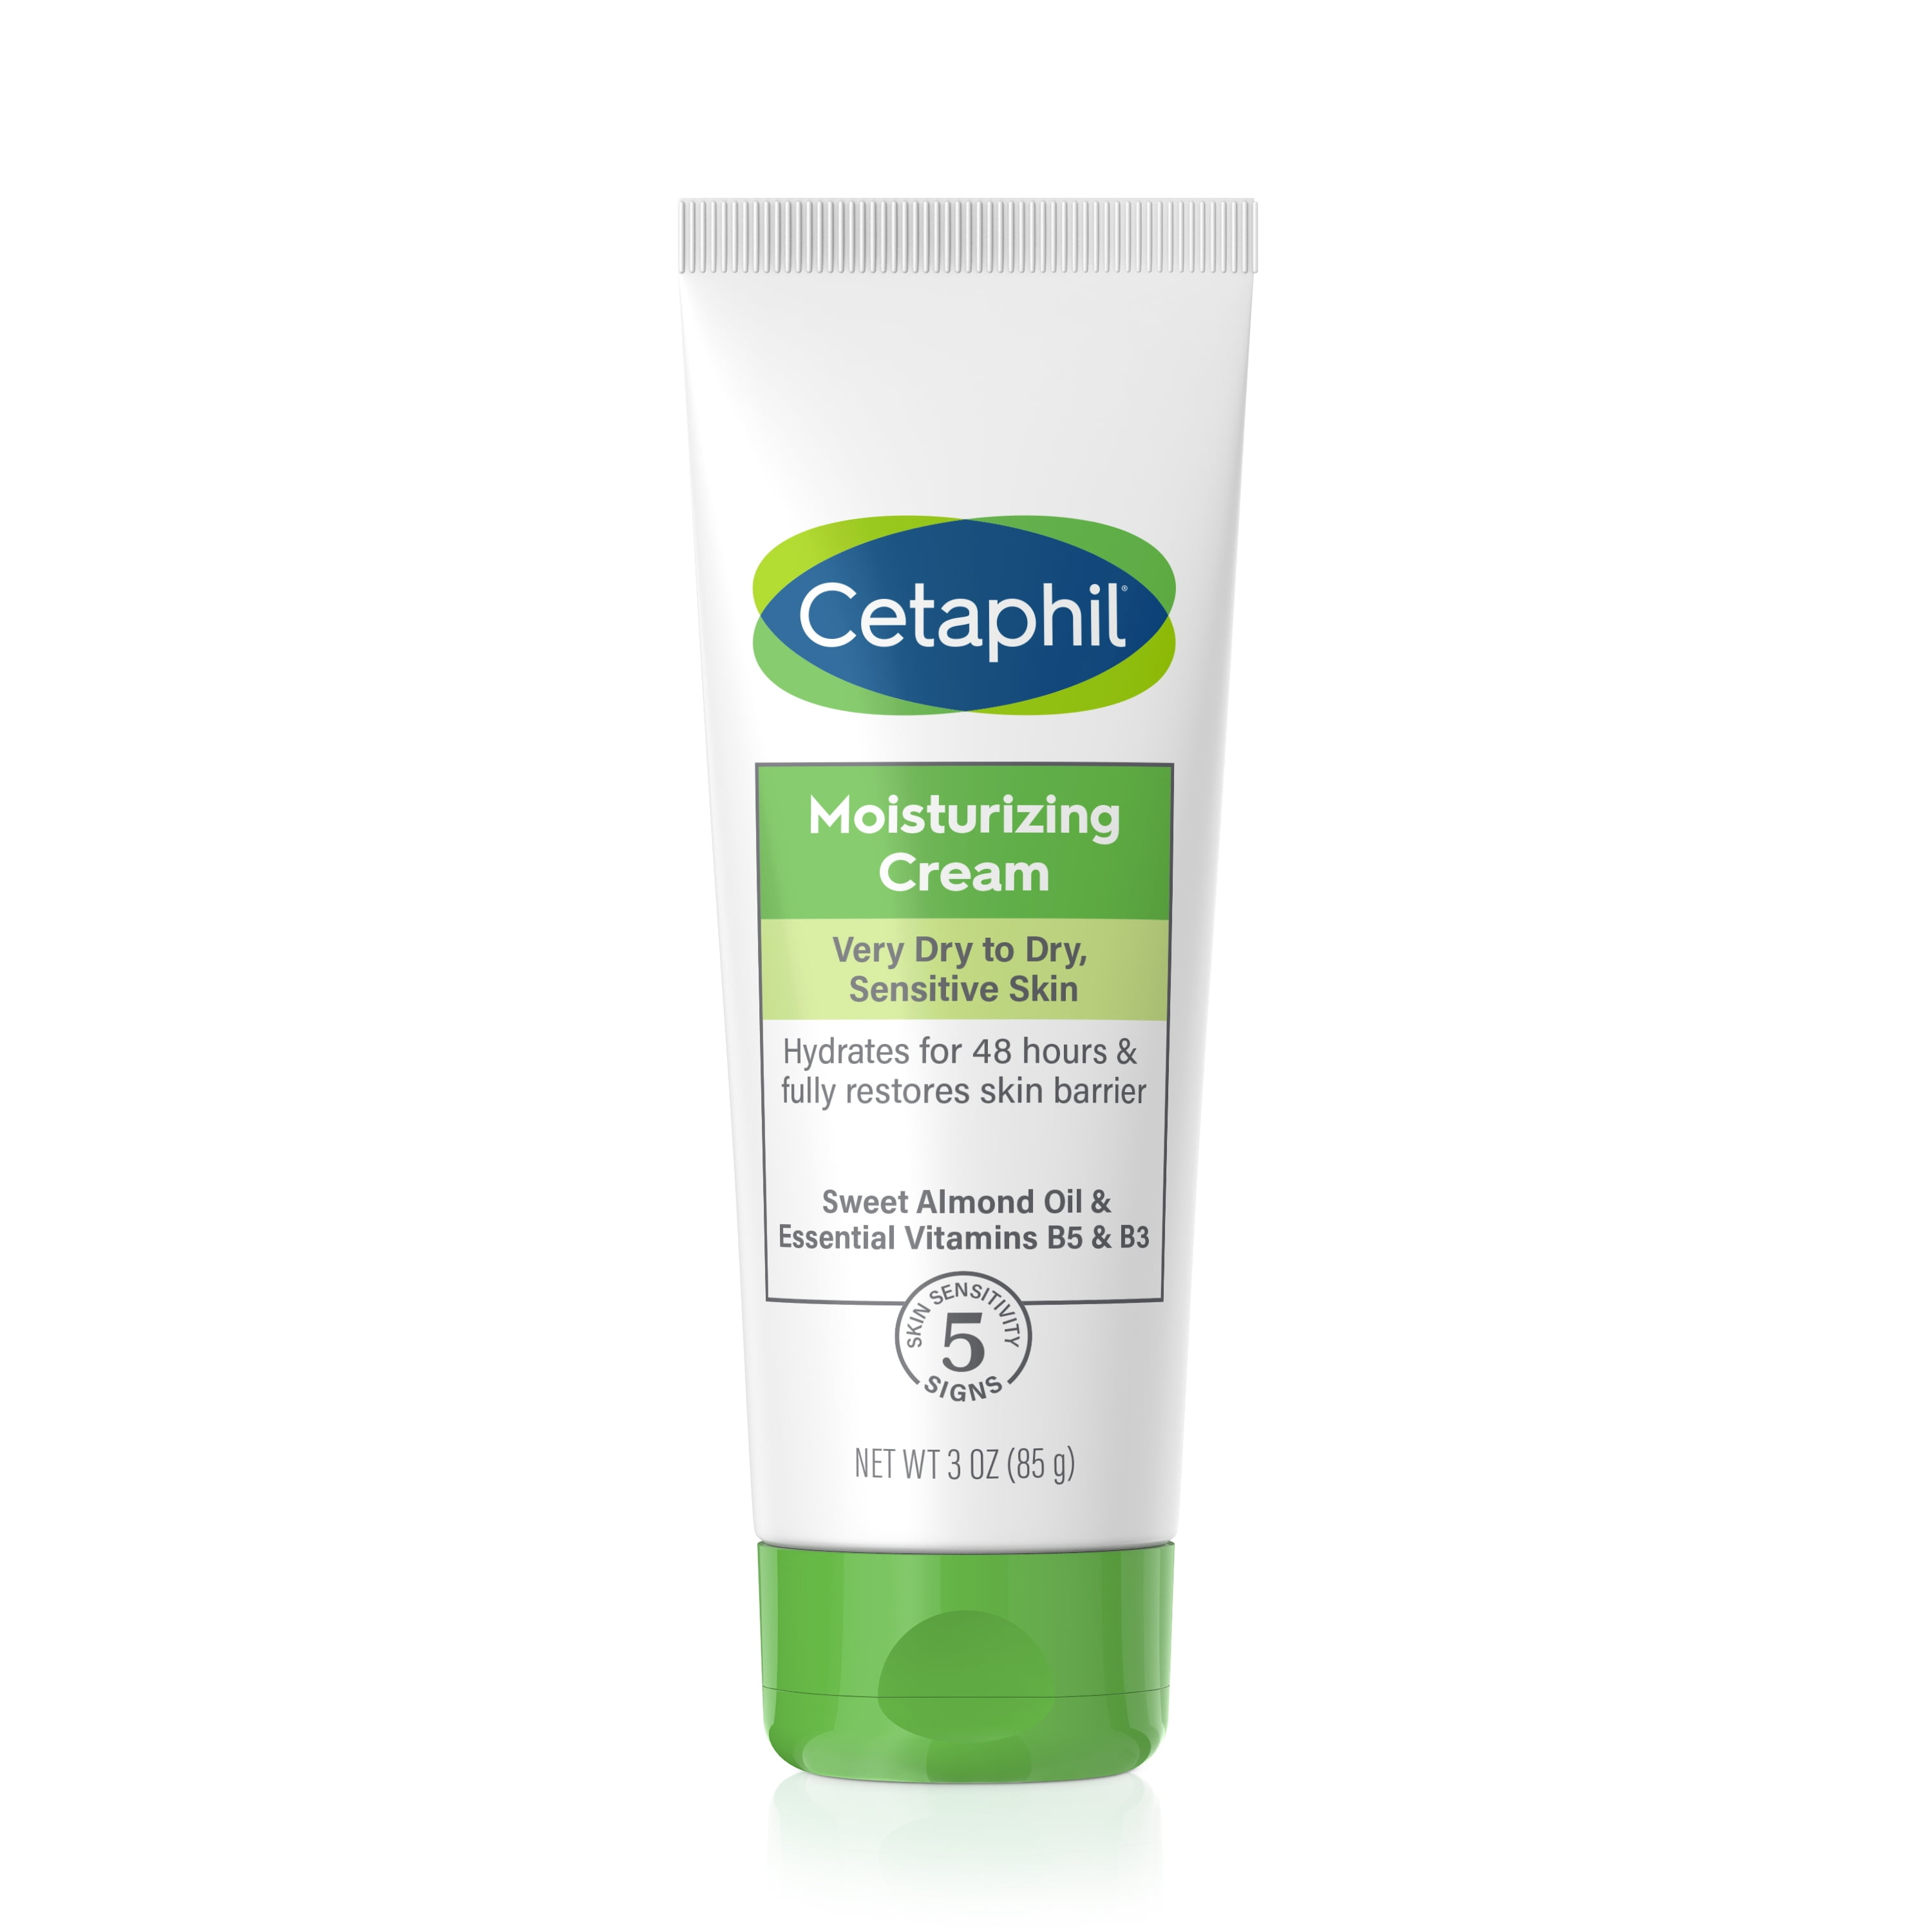 Cetaphil®
Moisturizing
Cream
Very Dry to Dry,
Sensitive Skin
Hydrates for 48 hours &
fully restores skin barrier
Sweet Almond Oil &
Essential Vitamins B5 & B3
SKIN SENSITIVITY
5
SIGNS
NET WT 3 OZ (85 g)